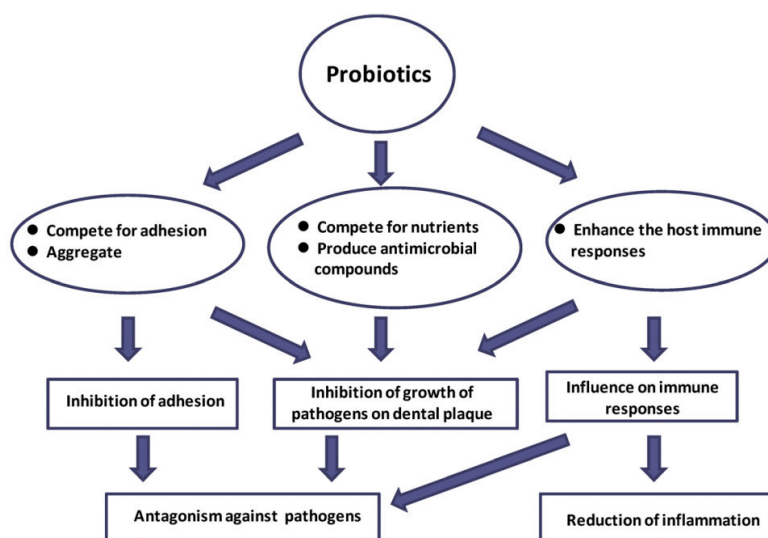 Probiotics
● Compete for adhesion
● Aggregate
● Compete for nutrients
● Produce antimicrobial
compounds
● Enhance the host immune
responses
Inhibition of adhesion
Inhibition of growth of
pathogens on dental plaque
Influence on immune
responses
Antagonism against pathogens
Reduction of inflammation